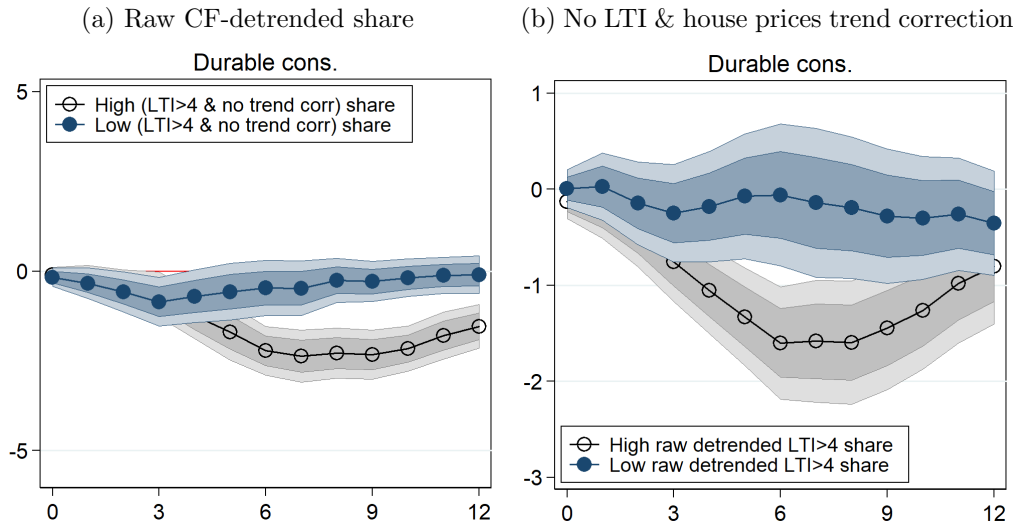 (a) Raw CF-detrended share
Durable cons.
High (LTI>4 & no trend corr) share
Low (LTI>4 & no trend corr) share
5
0
-5
0 3 6 9 12
(b) No LTI & house prices trend correction
Durable cons.
1
0
-1
-2
-3
High raw detrended LTI>4 share
Low raw detrended LTI>4 share
0 3 6 9 12